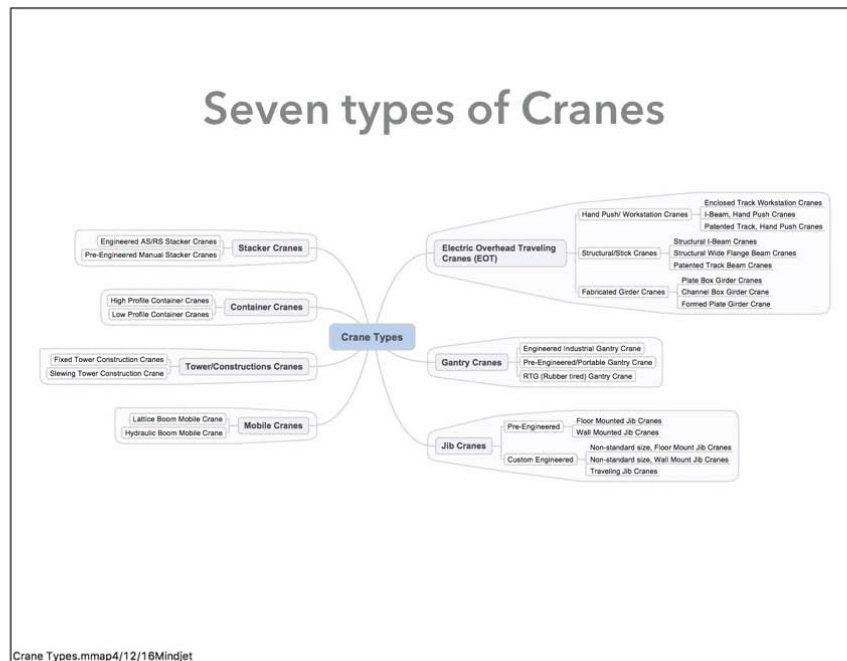 Seven types of Cranes
Engineered AS/RS Stacker Cranes
Pre-Engineered Manual Stacker Cranes
Stacker Cranes
High Profile Container Cranes
Low Profile Container Cranes
Container Cranes
Fixed Tower Construction Cranes
Slewing Tower Construction Crane
Tower/Constructions Cranes
Lattice Boom Mobile Crane
Hydraulic Boom Mobile Crane
Mobile Cranes
Crane Types
Electric Overhead Traveling
Cranes (EOT)
Hand Push/ Workstation Cranes
Enclosed Track Workstation Cranes
I-Beam, Hand Push Cranes
Patented Track, Hand Push Cranes
Structural/Stick Cranes
Structural I-Beam Cranes
Structural Wide Flange Beam Cranes
Patented Track Beam Cranes
Fabricated Girder Cranes
Plate Box Girder Cranes
Channel Box Girder Crane
Formed Plate Girder Crane
Gantry Cranes
Engineered Industrial Gantry Crane
Pre-Engineered/Portable Gantry Crane
RTG (Rubber tired) Gantry Crane
Jib Cranes
Pre-Engineered
Floor Mounted Jib Cranes
Wall Mounted Jib Cranes
Custom Engineered
Non-standard size, Floor Mount Jib Cranes
Non-standard size, Wall Mount Jib Cranes
Traveling Jib Cranes
Crane Types.mmap4/12/16Mindjet